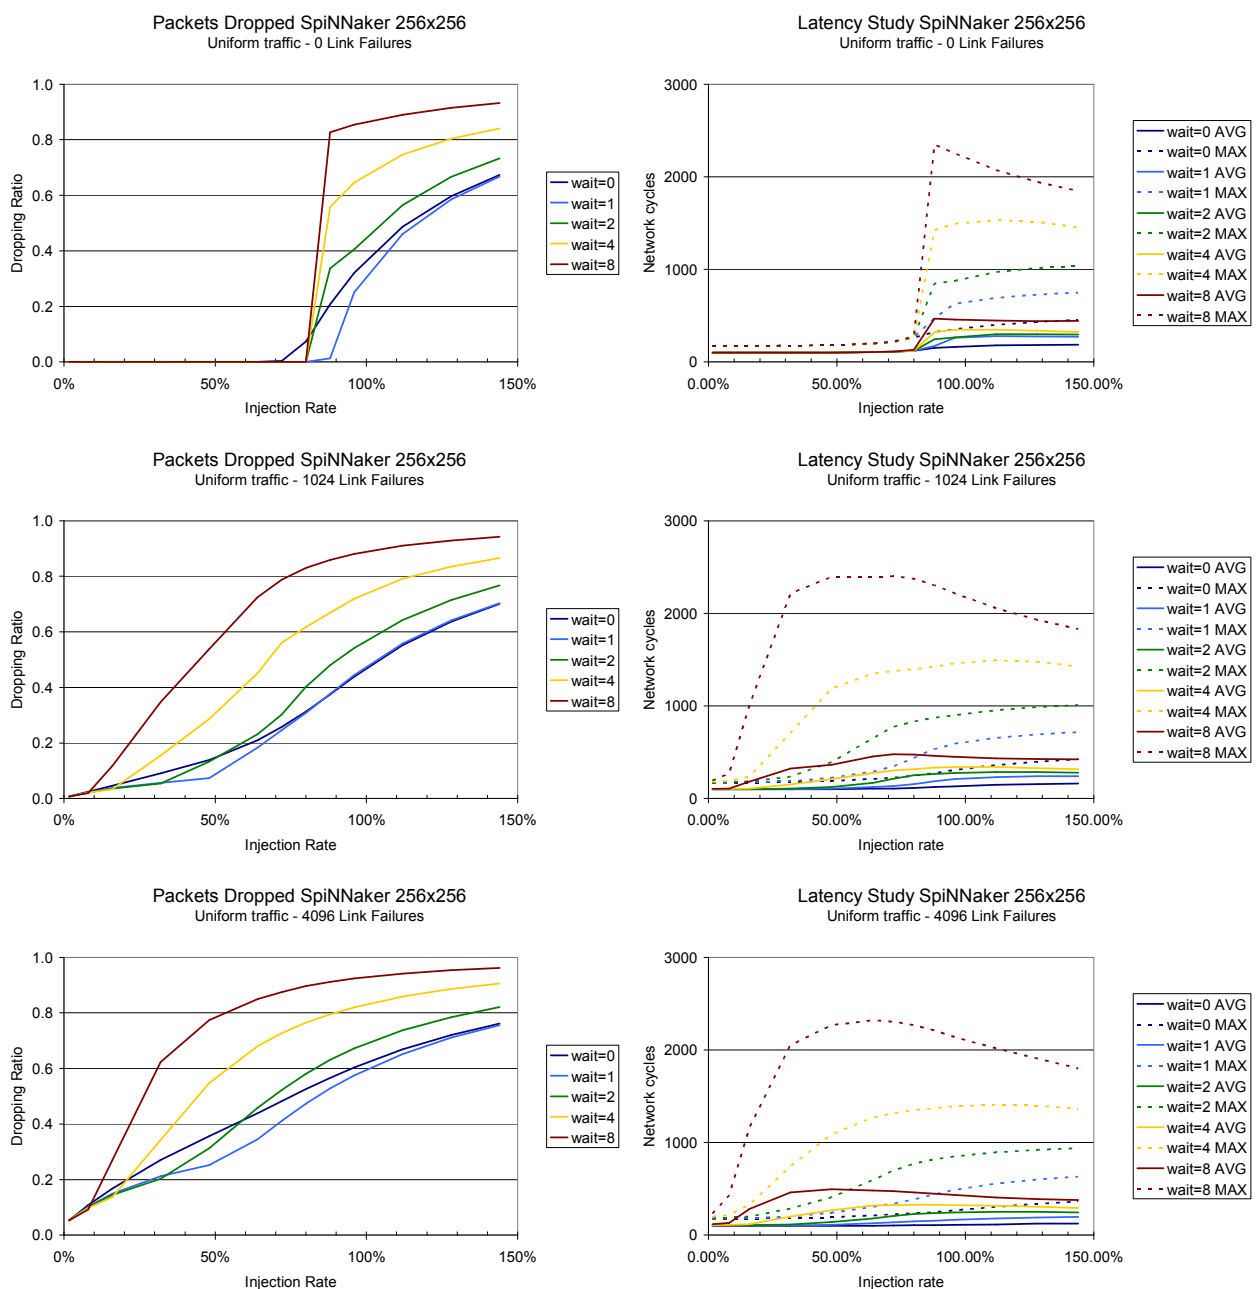 Packets Dropped SpiNNaker 256x256
Uniform traffic - 0 Link Failures
1.0
0.8
0.6
0.4
0.2
0.0
Dropping Ratio
0%
50%
100%
150%
Injection Rate
wait=0
wait=1
wait=2
wait=4
wait=8
Latency Study SpiNNaker 256x256
Uniform traffic - 0 Link Failures
3000
2000
1000
0
Network cycles
0.00%
50.00%
100.00%
150.00%
Injection rate
wait=0 AVG
wait=0 MAX
wait=1 AVG
wait=1 MAX
wait=2 AVG
wait=2 MAX
wait=4 AVG
wait=4 MAX
wait=8 AVG
wait=8 MAX
Packets Dropped SpiNNaker 256x256
Uniform traffic - 1024 Link Failures
1.0
0.8
0.6
0.4
0.2
0.0
Dropping Ratio
0%
50%
100%
150%
Injection Rate
wait=0
wait=1
wait=2
wait=4
wait=8
Latency Study SpiNNaker 256x256
Uniform traffic - 1024 Link Failures
3000
2000
1000
0
Network cycles
0.00%
50.00%
100.00%
150.00%
Injection rate
wait=0 AVG
wait=0 MAX
wait=1 AVG
wait=1 MAX
wait=2 AVG
wait=2 MAX
wait=4 AVG
wait=4 MAX
wait=8 AVG
wait=8 MAX
Packets Dropped SpiNNaker 256x256
Uniform traffic - 4096 Link Failures
1.0
0.8
0.6
0.4
0.2
0.0
Dropping Ratio
0%
50%
100%
150%
Injection Rate
wait=0
wait=1
wait=2
wait=4
wait=8
Latency Study SpiNNaker 256x256
Uniform traffic - 4096 Link Failures
3000
2000
1000
0
Network cycles
0.00%
50.00%
100.00%
150.00%
Injection rate
wait=0 AVG
wait=0 MAX
wait=1 AVG
wait=1 MAX
wait=2 AVG
wait=2 MAX
wait=4 AVG
wait=4 MAX
wait=8 AVG
wait=8 MAX